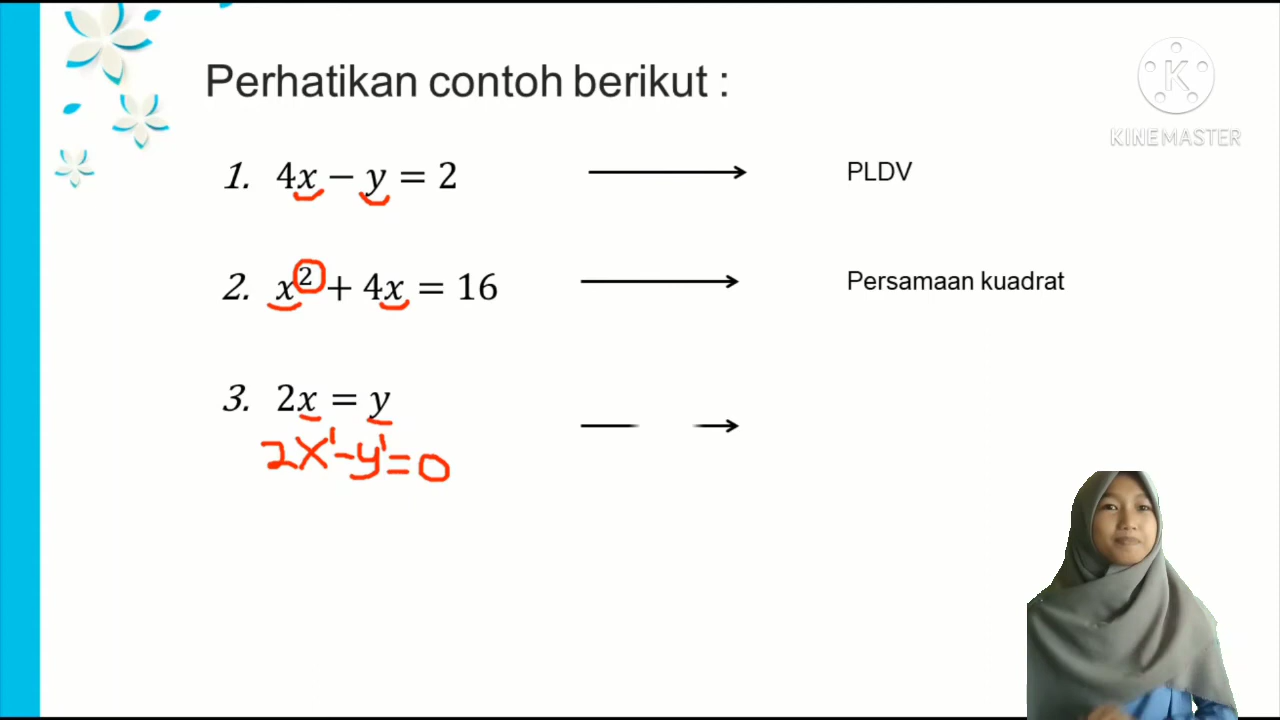 Perhatikan contoh berikut :
KINEMASTER
1. 4x − y = 2 PLDV
2. x² + 4x = 16 Persamaan kuadrat
3. 2x = y
2x¹ − y¹ = 0